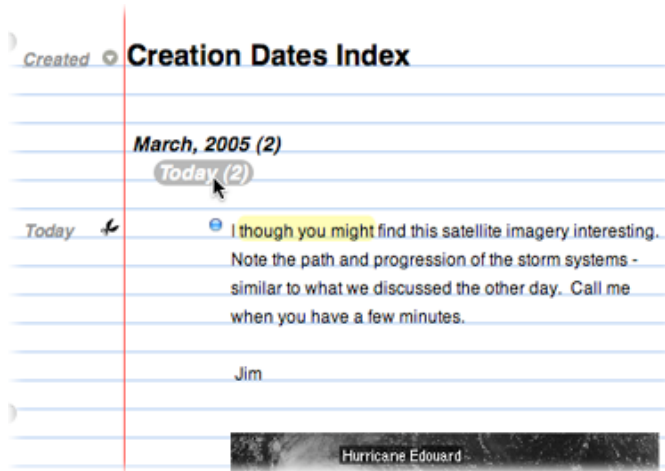 Created Creation Dates Index
March, 2005 (2)
Today (2)
Today I though you might find this satellite imagery interesting.
Note the path and progression of the storm systems -
similar to what we discussed the other day. Call me
when you have a few minutes.
Jim
Hurricane Edouard